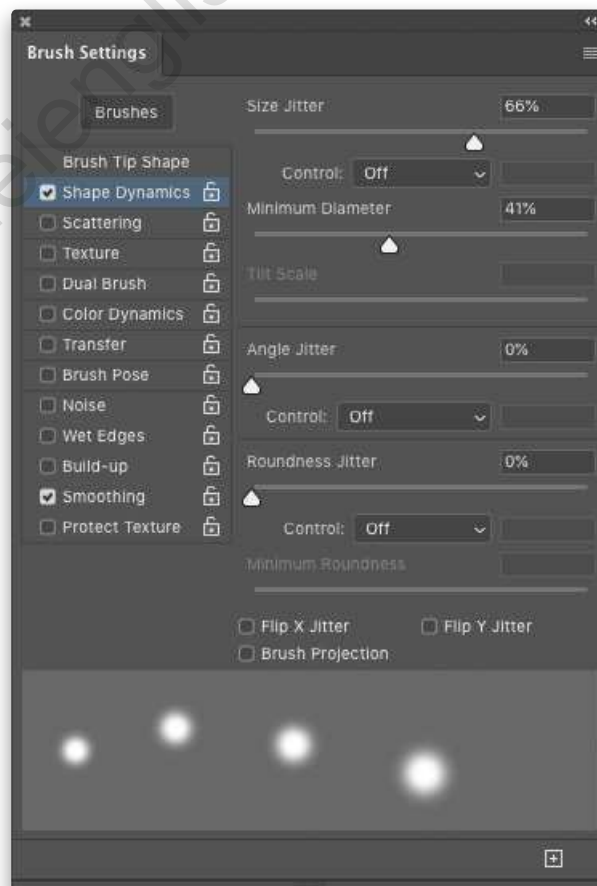 Brush Settings
Brushes
Brush Tip Shape
Shape Dynamics
Scattering
Texture
Dual Brush
Color Dynamics
Transfer
Brush Pose
Noise
Wet Edges
Build-up
Smoothing
Protect Texture
Size Jitter 66%
Control: Off
Minimum Diameter 41%
Tilt Scale
Angle Jitter 0%
Control: Off
Roundness Jitter 0%
Control: Off
Minimum Roundness
Flip X Jitter Flip Y Jitter
Brush Projection